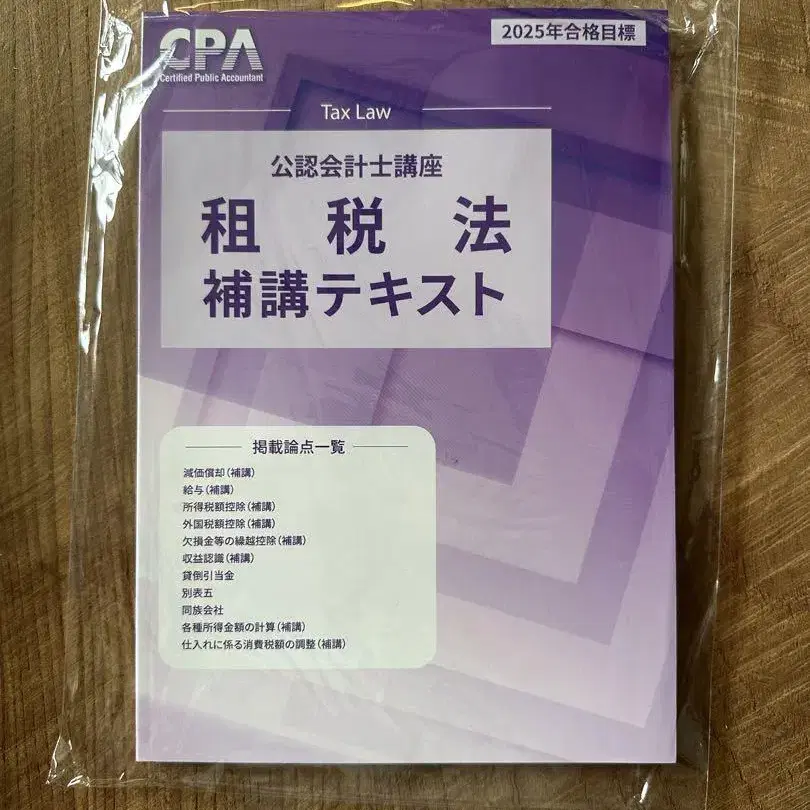 CPA
Certified Public Accountant
2025年合格目標
Tax Law
公認会計士講座
租税法
補講テキスト
掲載論点一覧
減価償却（補講）
給与（補講）
所得税額控除（補講）
外国税額控除（補講）
欠損金等の繰越控除（補講）
収益認識（補講）
貸倒引当金
別表五
同族会社
各種所得金額の計算（補講）
仕入れに係る消費税額の調整（補講）